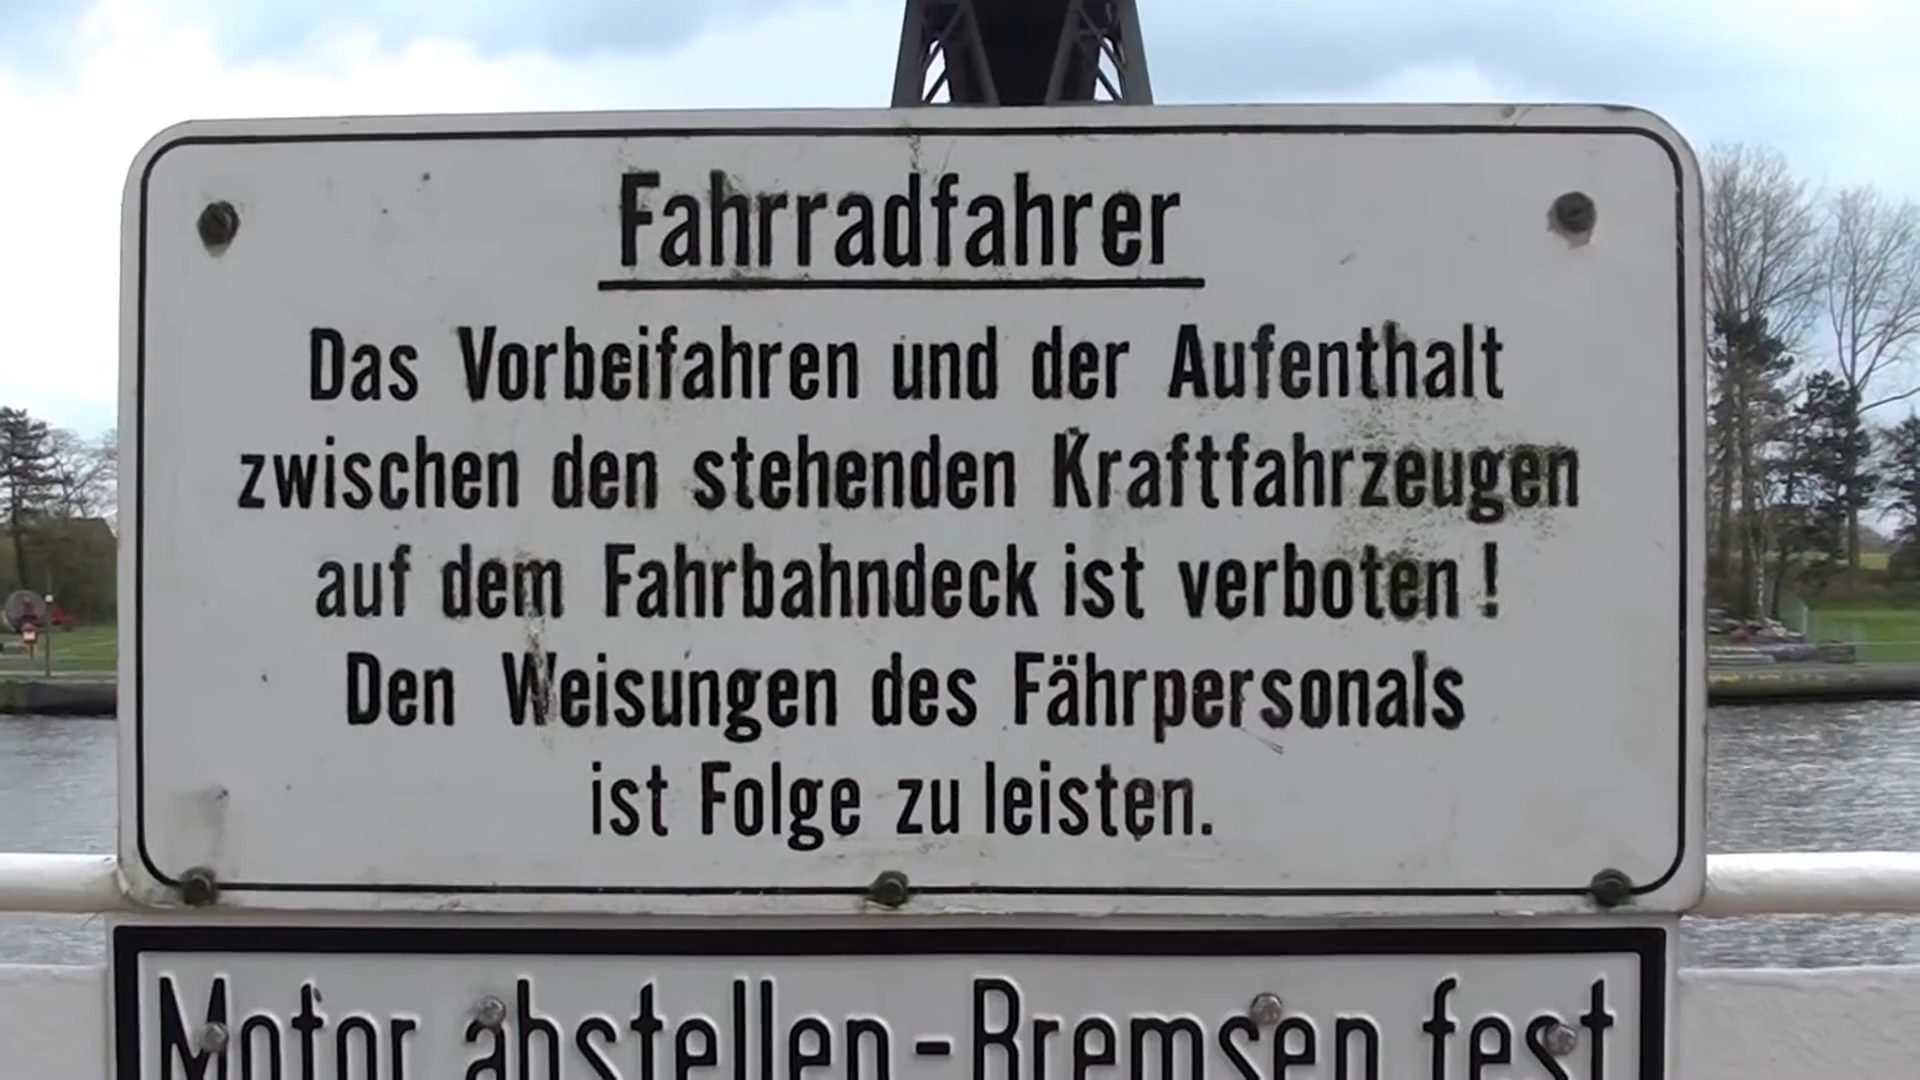 Fahrradfahrer
Das Vorbeifahren und der Aufenthalt
zwischen den stehenden Kraftfahrzeugen
auf dem Fahrbahndeck ist verboten!
Den Weisungen des Fährpersonals
ist Folge zu leisten.
Motor abstellen-Bremsen fest